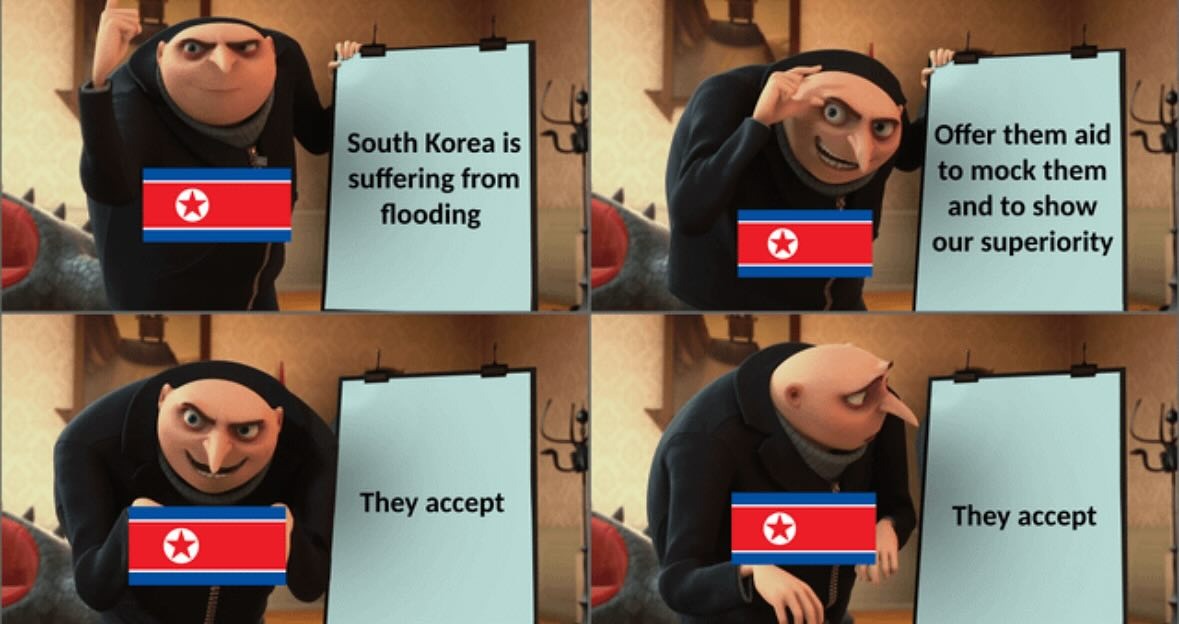 South Korea is
suffering from
flooding
Offer them aid
to mock them
and to show
our superiority
They accept
They accept